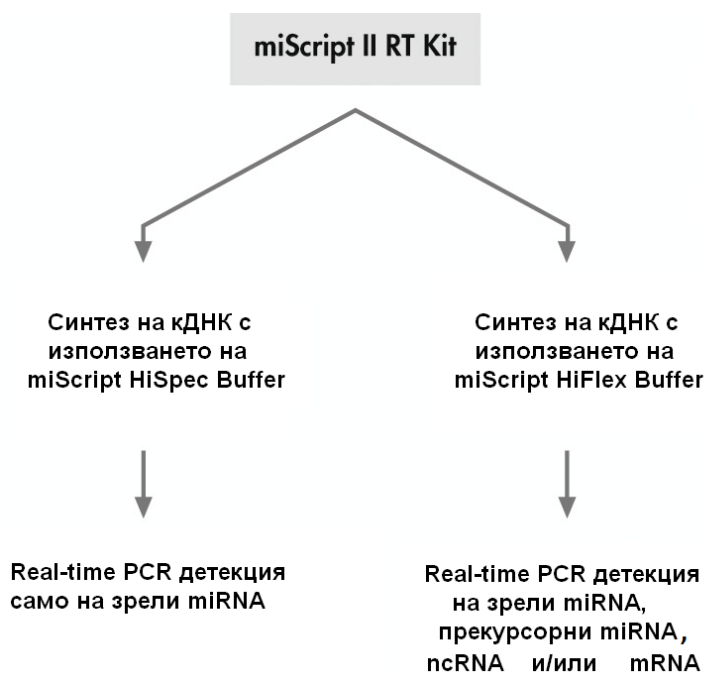 miScript II RT Kit
Синтез на кДНК с
използването на
miScript HiSpec Buffer
Синтез на кДНК с
използването на
miScript HiFlex Buffer
Real-time PCR детекция
само на зрели miRNA
Real-time PCR детекция
на зрели miRNA,
прекурсорни miRNA,
ncRNA и/или mRNA